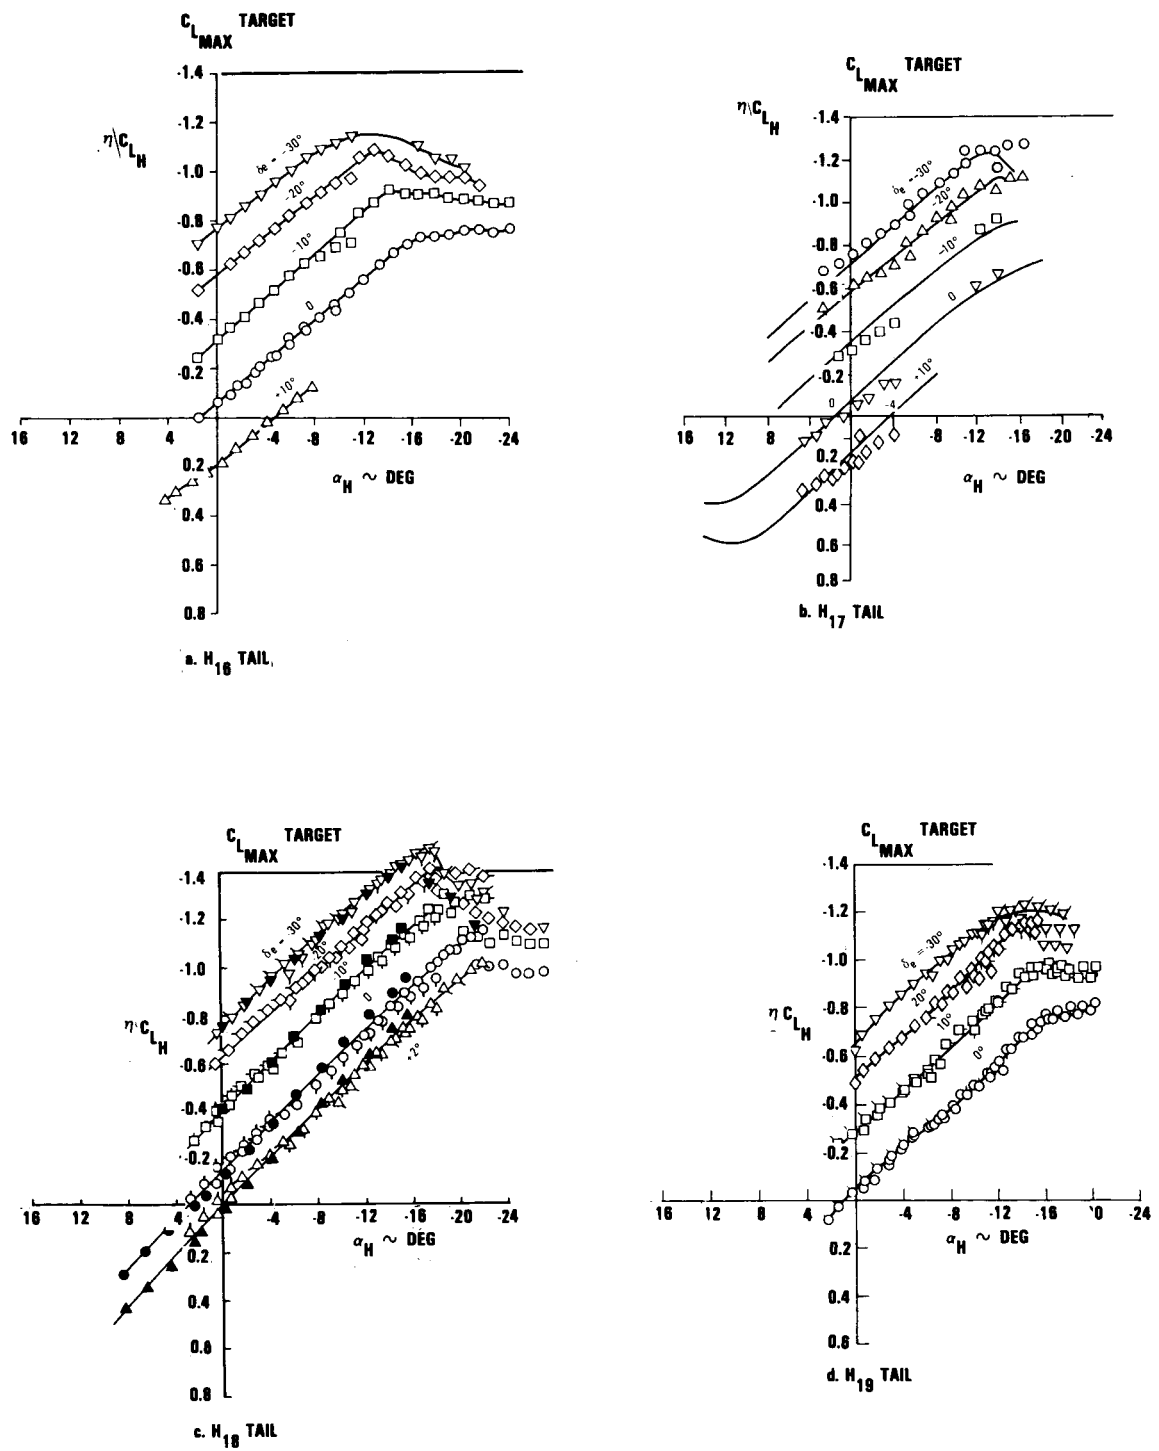 C L MAX TARGET
-1.4
-1.2
η C L H
δe = -30°
-1.0
-20°
-0.8
-10°
-0.6
-0.4
0
-0.2
+10°
16 12 8 4 -4 -8 -12 -16 -20 -24
0.2
α H ~ DEG
0.4
0.6
0.8
a. H 16 TAIL
C L MAX TARGET
η C L H
-1.4
-1.2
δe = -30°
-1.0
-20°
-0.8
-10°
-0.6
0
-0.4
-0.2
+10°
0 -4
16 12 8 -8 -12 -16 -20 -24
0.2
α H ~ DEG
0.4
0.6
0.8
b. H 17 TAIL
C L MAX TARGET
-1.4
-1.2
δe = -30°
-20°
-1.0
-10°
-0.8
0
η C L H
-0.6
+2°
-0.4
-0.2
16 12 8 4 -4 -8 -12 -16 -20 -24
α H ~ DEG
0.2
0.4
0.6
0.8
c. H 18 TAIL
C L MAX TARGET
-1.4
-1.2
δe = -30°
-1.0
20°
-0.8
η C L H
10°
-0.6
0°
-0.4
-0.2
16 12 8 4 -4 -8 -12 -16 -24
α H ~ DEG
0.2
0.4
0.6
d. H 19 TAIL